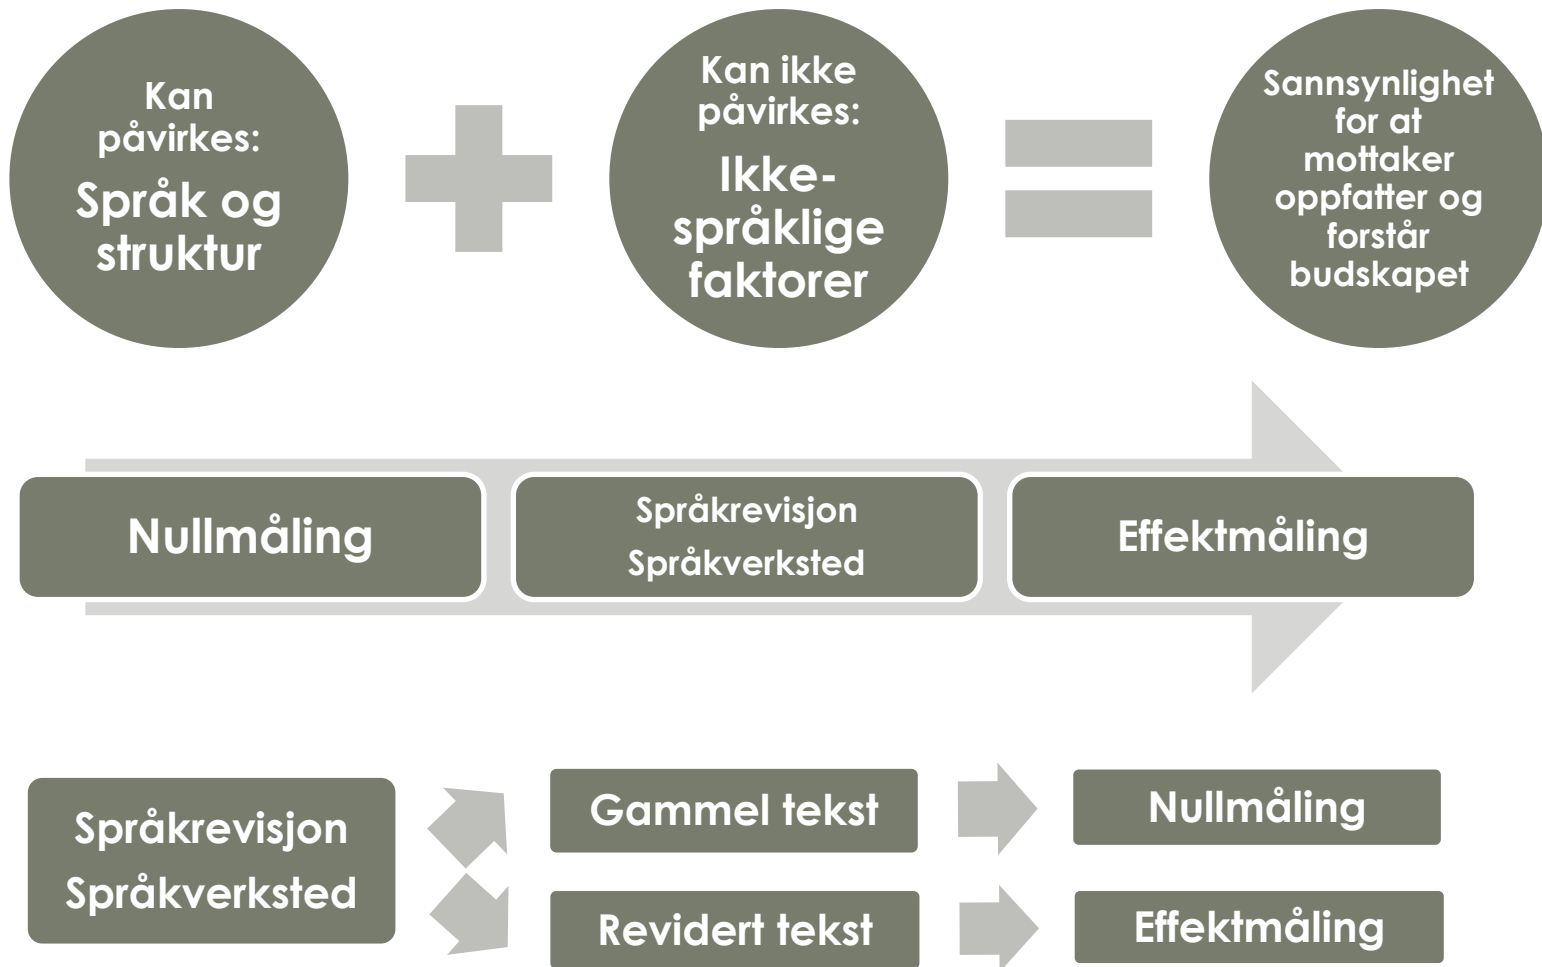 Kan
påvirkes:
Språk og
struktur
Kan ikke
påvirkes:
Ikke-
språklige
faktorer
Sannsynlighet
for at
mottaker
oppfatter og
forstår
budskapet
Nullmåling
Språkrevisjon
Språkverksted
Effektmåling
Språkrevisjon
Språkverksted
Gammel tekst
Nullmåling
Revidert tekst
Effektmåling